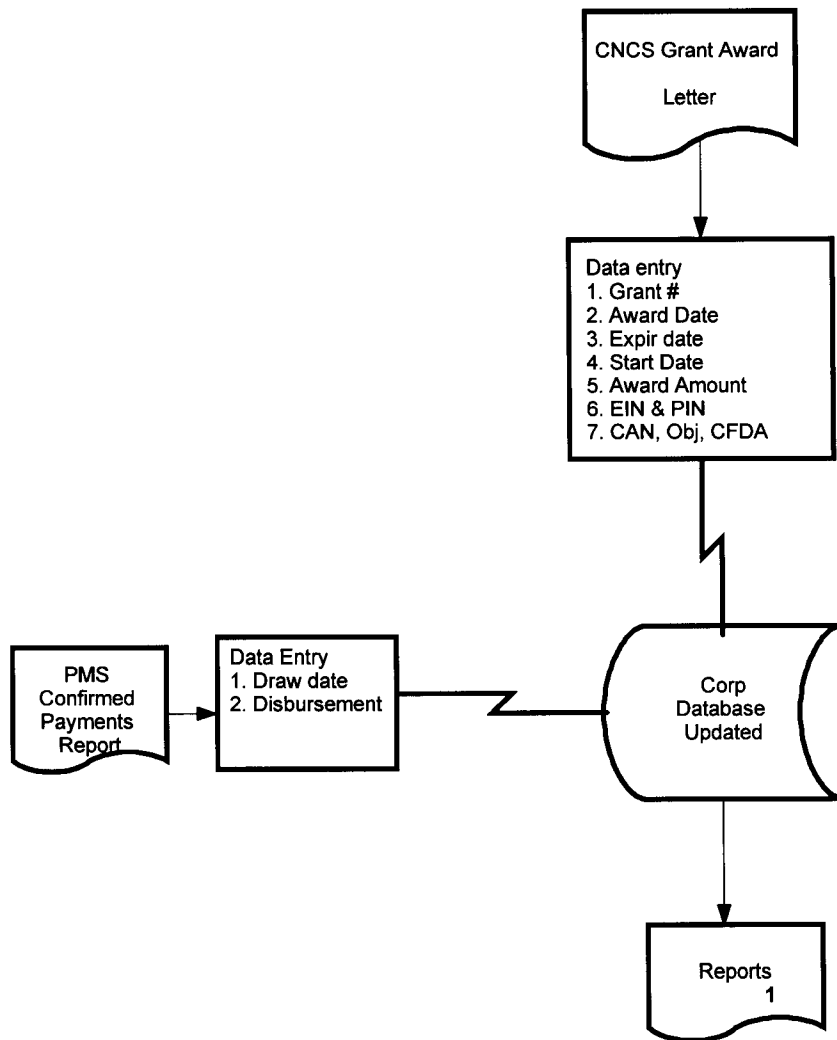 CNCS Grant Award
Letter
Data entry
1. Grant #
2. Award Date
3. Expir date
4. Start Date
5. Award Amount
6. EIN & PIN
7. CAN, Obj, CFDA
PMS
Confirmed
Payments
Report
Data Entry
1. Draw date
2. Disbursement
Corp
Database
Updated
Reports
1